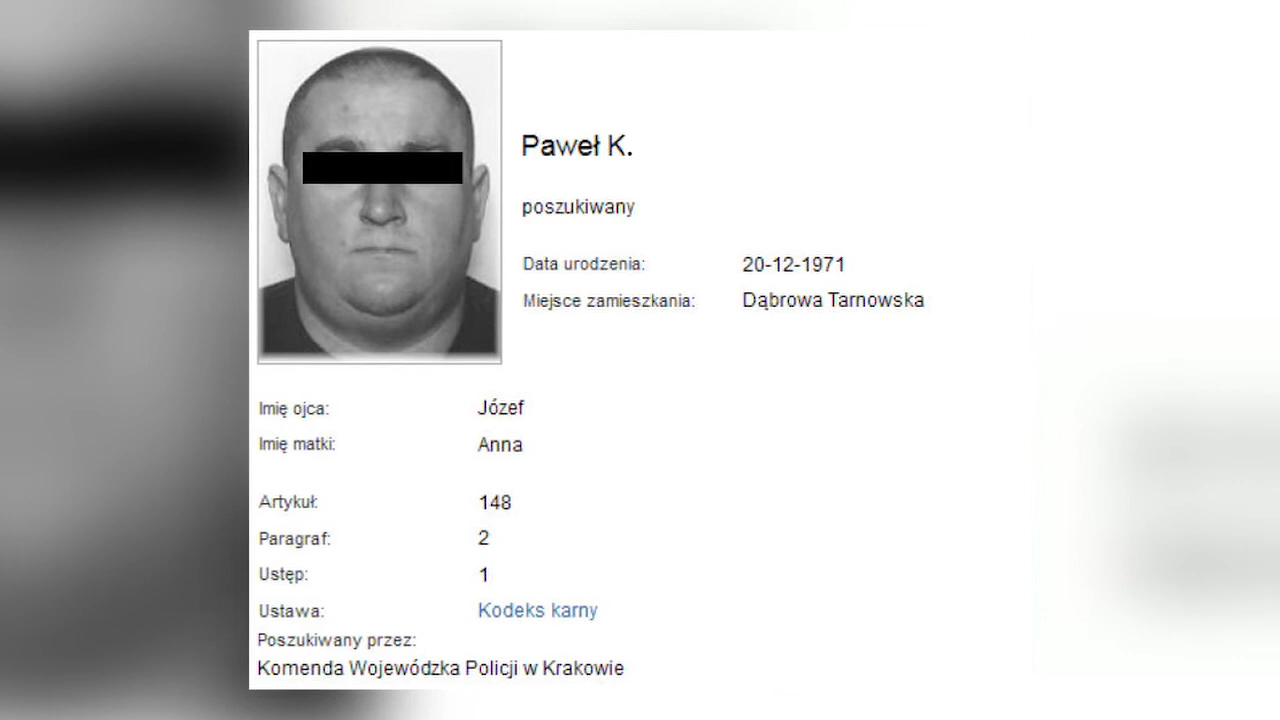 Paweł K.
poszukiwany
Data urodzenia: 20-12-1971
Miejsce zamieszkania: Dąbrowa Tarnowska
Imię ojca: Józef
Imię matki: Anna
Artykuł: 148
Paragraf: 2
Ustęp: 1
Ustawa: Kodeks karny
Poszukiwany przez:
Komenda Wojewódzka Policji w Krakowie